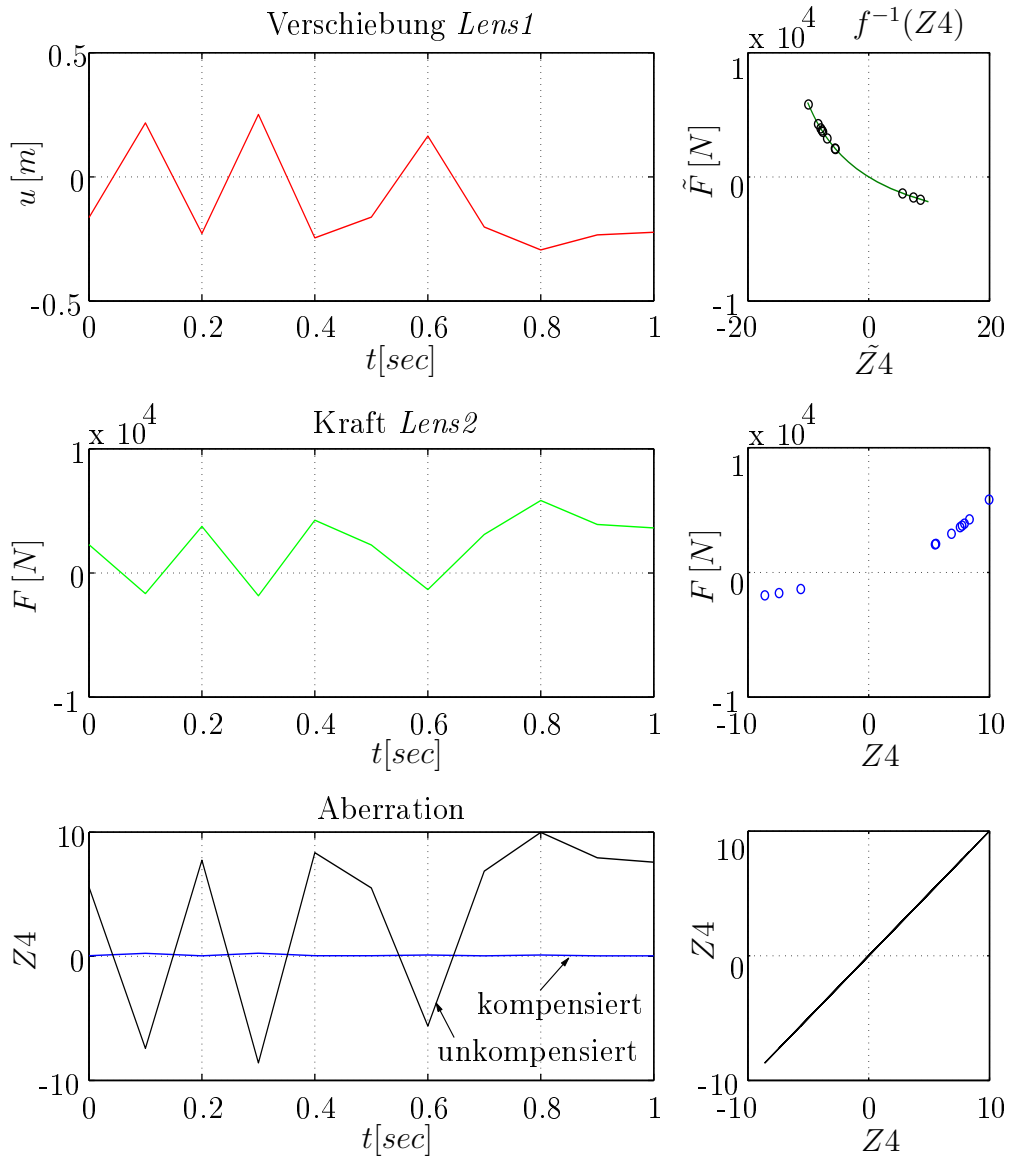 Verschiebung Lens1
0.5
0
-0.5
u [m]
0 0.2 0.4 0.6 0.8 1
t[sec]
x 10^4
f^{-1}(Z4)
1
0
-1
F̃ [N]
-20 0 20
Z̃4
x 10^4
Kraft Lens2
1
0
-1
F [N]
0 0.2 0.4 0.6 0.8 1
t[sec]
x 10^4
1
0
-1
F [N]
-10 0 10
Z4
Aberration
10
0
-10
Z4
kompensiert
unkompensiert
0 0.2 0.4 0.6 0.8 1
t[sec]
10
0
-10
Z4
-10 0 10
Z4